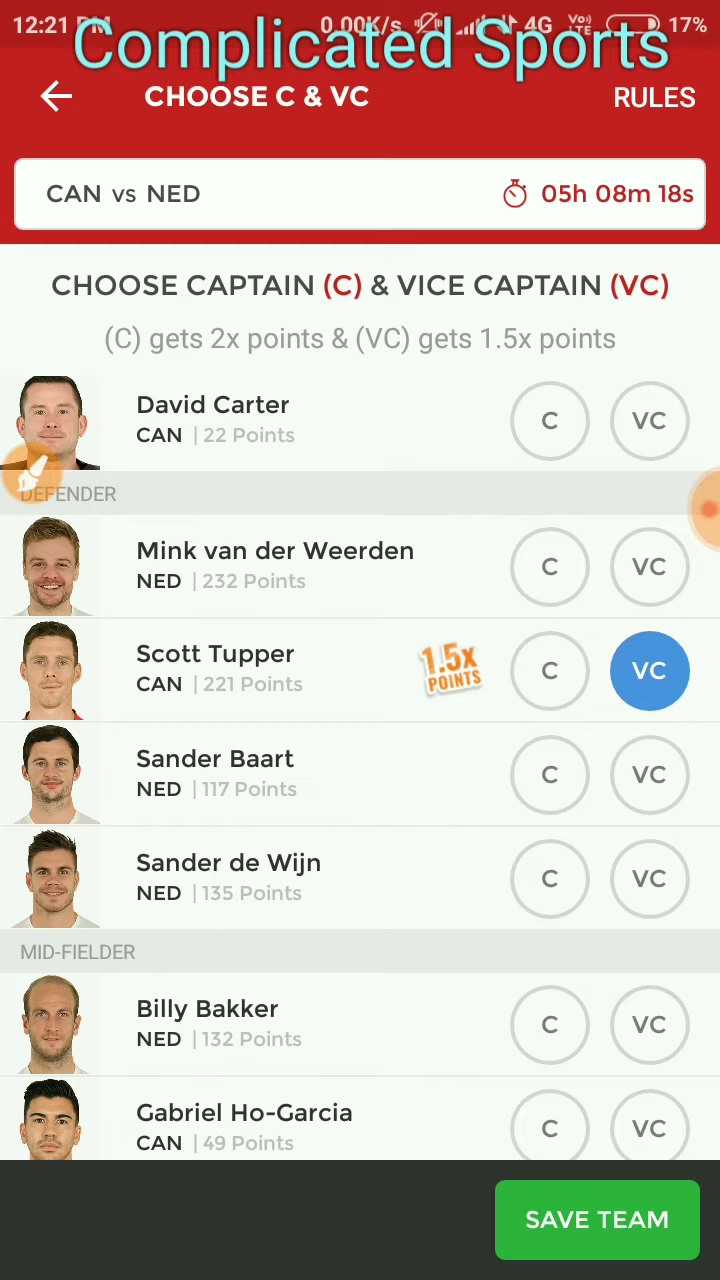 12:21 PM 0.00K/s 4G Vo) LTE 17%
Complicated Sports
CHOOSE C & VC RULES
CAN vs NED 05h 08m 18s
CHOOSE CAPTAIN (C) & VICE CAPTAIN (VC)
(C) gets 2x points & (VC) gets 1.5x points
David Carter
CAN | 22 Points C VC
DEFENDER
Mink van der Weerden
NED | 232 Points C VC
Scott Tupper
CAN | 221 Points 1.5x POINTS C VC
Sander Baart
NED | 117 Points C VC
Sander de Wijn
NED | 135 Points C VC
MID-FIELDER
Billy Bakker
NED | 132 Points C VC
Gabriel Ho-Garcia
CAN | 49 Points C VC
SAVE TEAM